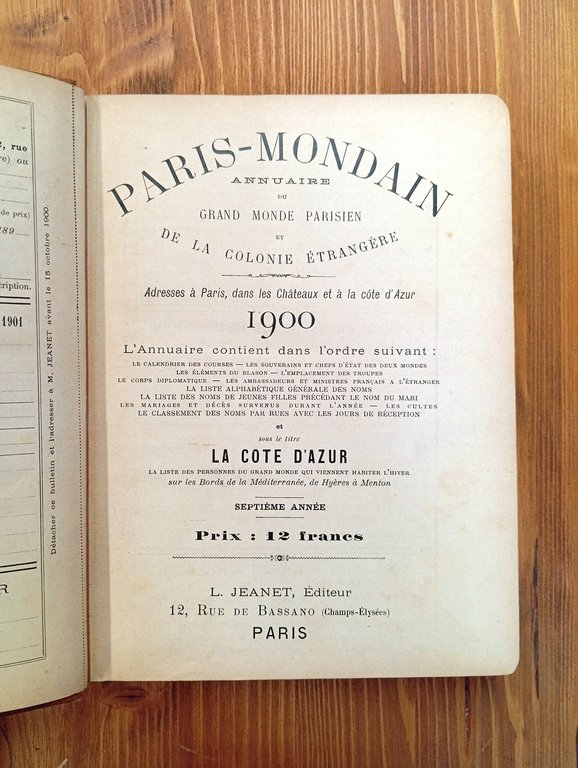 z, rue
re) ou
de prix)
189
cription.
1901
Détacher ce bulletin et l'adresser à M. JEANET avant le 15 octobre 1900.
R
PARIS-MONDAIN
ANNUAIRE
DU
GRAND MONDE PARISIEN
ET
DE LA COLONIE ÉTRANGÈRE
Adresses à Paris, dans les Châteaux et à la côte d'Azur
1900
L'Annuaire contient dans l'ordre suivant :
LE CALENDRIER DES COURSES — LES SOUVERAINS ET CHEFS D'ÉTAT DES DEUX MONDES
LES ÉLÉMENTS DU BLASON — L'EMPLACEMENT DES TROUPES
LE CORPS DIPLOMATIQUE — LES AMBASSADEURS ET MINISTRES FRANÇAIS A L'ÉTRANGER
LA LISTE ALPHABÉTIQUE GÉNÉRALE DES NOMS
LA LISTE DES NOMS DE JEUNES FILLES PRÉCÉDANT LE NOM DU MARI
LES MARIAGES ET DÉCÈS SURVENUS DURANT L'ANNÉE — LES CULTES
LE CLASSEMENT DES NOMS PAR RUES AVEC LES JOURS DE RÉCEPTION
et
sous le titre
LA COTE D'AZUR
LA LISTE DES PERSONNES DU GRAND MONDE QUI VIENNENT HABITER L'HIVER
sur les Bords de la Méditerranée, de Hyères à Menton
SEPTIÈME ANNÉE
Prix : 12 francs
L. JEANET, Éditeur
12, RUE DE BASSANO (Champs-Élysées)
PARIS